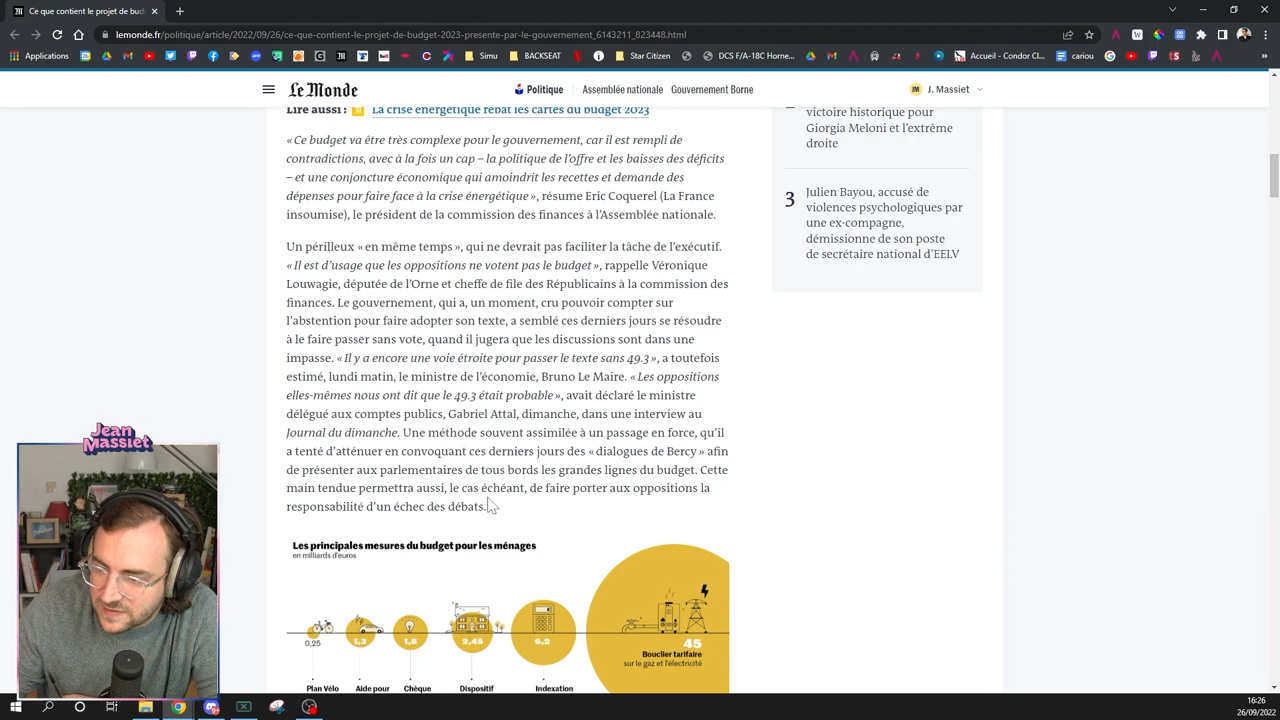 Ce que contient le projet de bud
lemonde.fr/politique/article/2022/09/26/ce-que-contient-le-projet-de-budget-2023-presente-par-le-gouvernement_6143211_823448.html
Applications
Simu
BACKSEAT
Star Citizen
DCS F/A-18C Horne...
Accueil - Condor Cl...
cariou
Le Monde
Politique
Assemblée nationale
Gouvernement Borne
JM
J. Massiet
Lire aussi :
La crise énergétique rebat les cartes du budget 2023
« Ce budget va être très complexe pour le gouvernement, car il est rempli de
contradictions, avec à la fois un cap – la politique de l'offre et les baisses des déficits
– et une conjoncture économique qui amoindrit les recettes et demande des
dépenses pour faire face à la crise énergétique », résume Eric Coquerel (La France
insoumise), le président de la commission des finances à l'Assemblée nationale.
Un périlleux « en même temps », qui ne devrait pas faciliter la tâche de l'exécutif.
« Il est d'usage que les oppositions ne votent pas le budget », rappelle Véronique
Louwagie, députée de l'Orne et cheffe de file des Républicains à la commission des
finances. Le gouvernement, qui a, un moment, cru pouvoir compter sur
l'abstention pour faire adopter son texte, a semblé ces derniers jours se résoudre
à le faire passer sans vote, quand il jugera que les discussions sont dans une
impasse. « Il y a encore une voie étroite pour passer le texte sans 49.3 », a toutefois
estimé, lundi matin, le ministre de l'économie, Bruno Le Maire. « Les oppositions
elles-mêmes nous ont dit que le 49.3 était probable », avait déclaré le ministre
délégué aux comptes publics, Gabriel Attal, dimanche, dans une interview au
Journal du dimanche. Une méthode souvent assimilée à un passage en force, qu'il
a tenté d'atténuer en convoquant ces derniers jours des « dialogues de Bercy » afin
de présenter aux parlementaires de tous bords les grandes lignes du budget. Cette
main tendue permettra aussi, le cas échéant, de faire porter aux oppositions la
responsabilité d'un échec des débats.
victoire historique pour
Giorgia Meloni et l'extrême
droite
3
Julien Bayou, accusé de
violences psychologiques par
une ex-compagne,
démissionne de son poste
de secrétaire national d'EELV
Jean
Massiet
Les principales mesures du budget pour les ménages
en milliards d'euros
0,25
1,3
1,8
2,45
6,2
45
Bouclier tarifaire
sur le gaz et l'électricité
Plan Vélo
Aide pour
Chèque
Dispositif
Indexation
16:26
26/09/2022